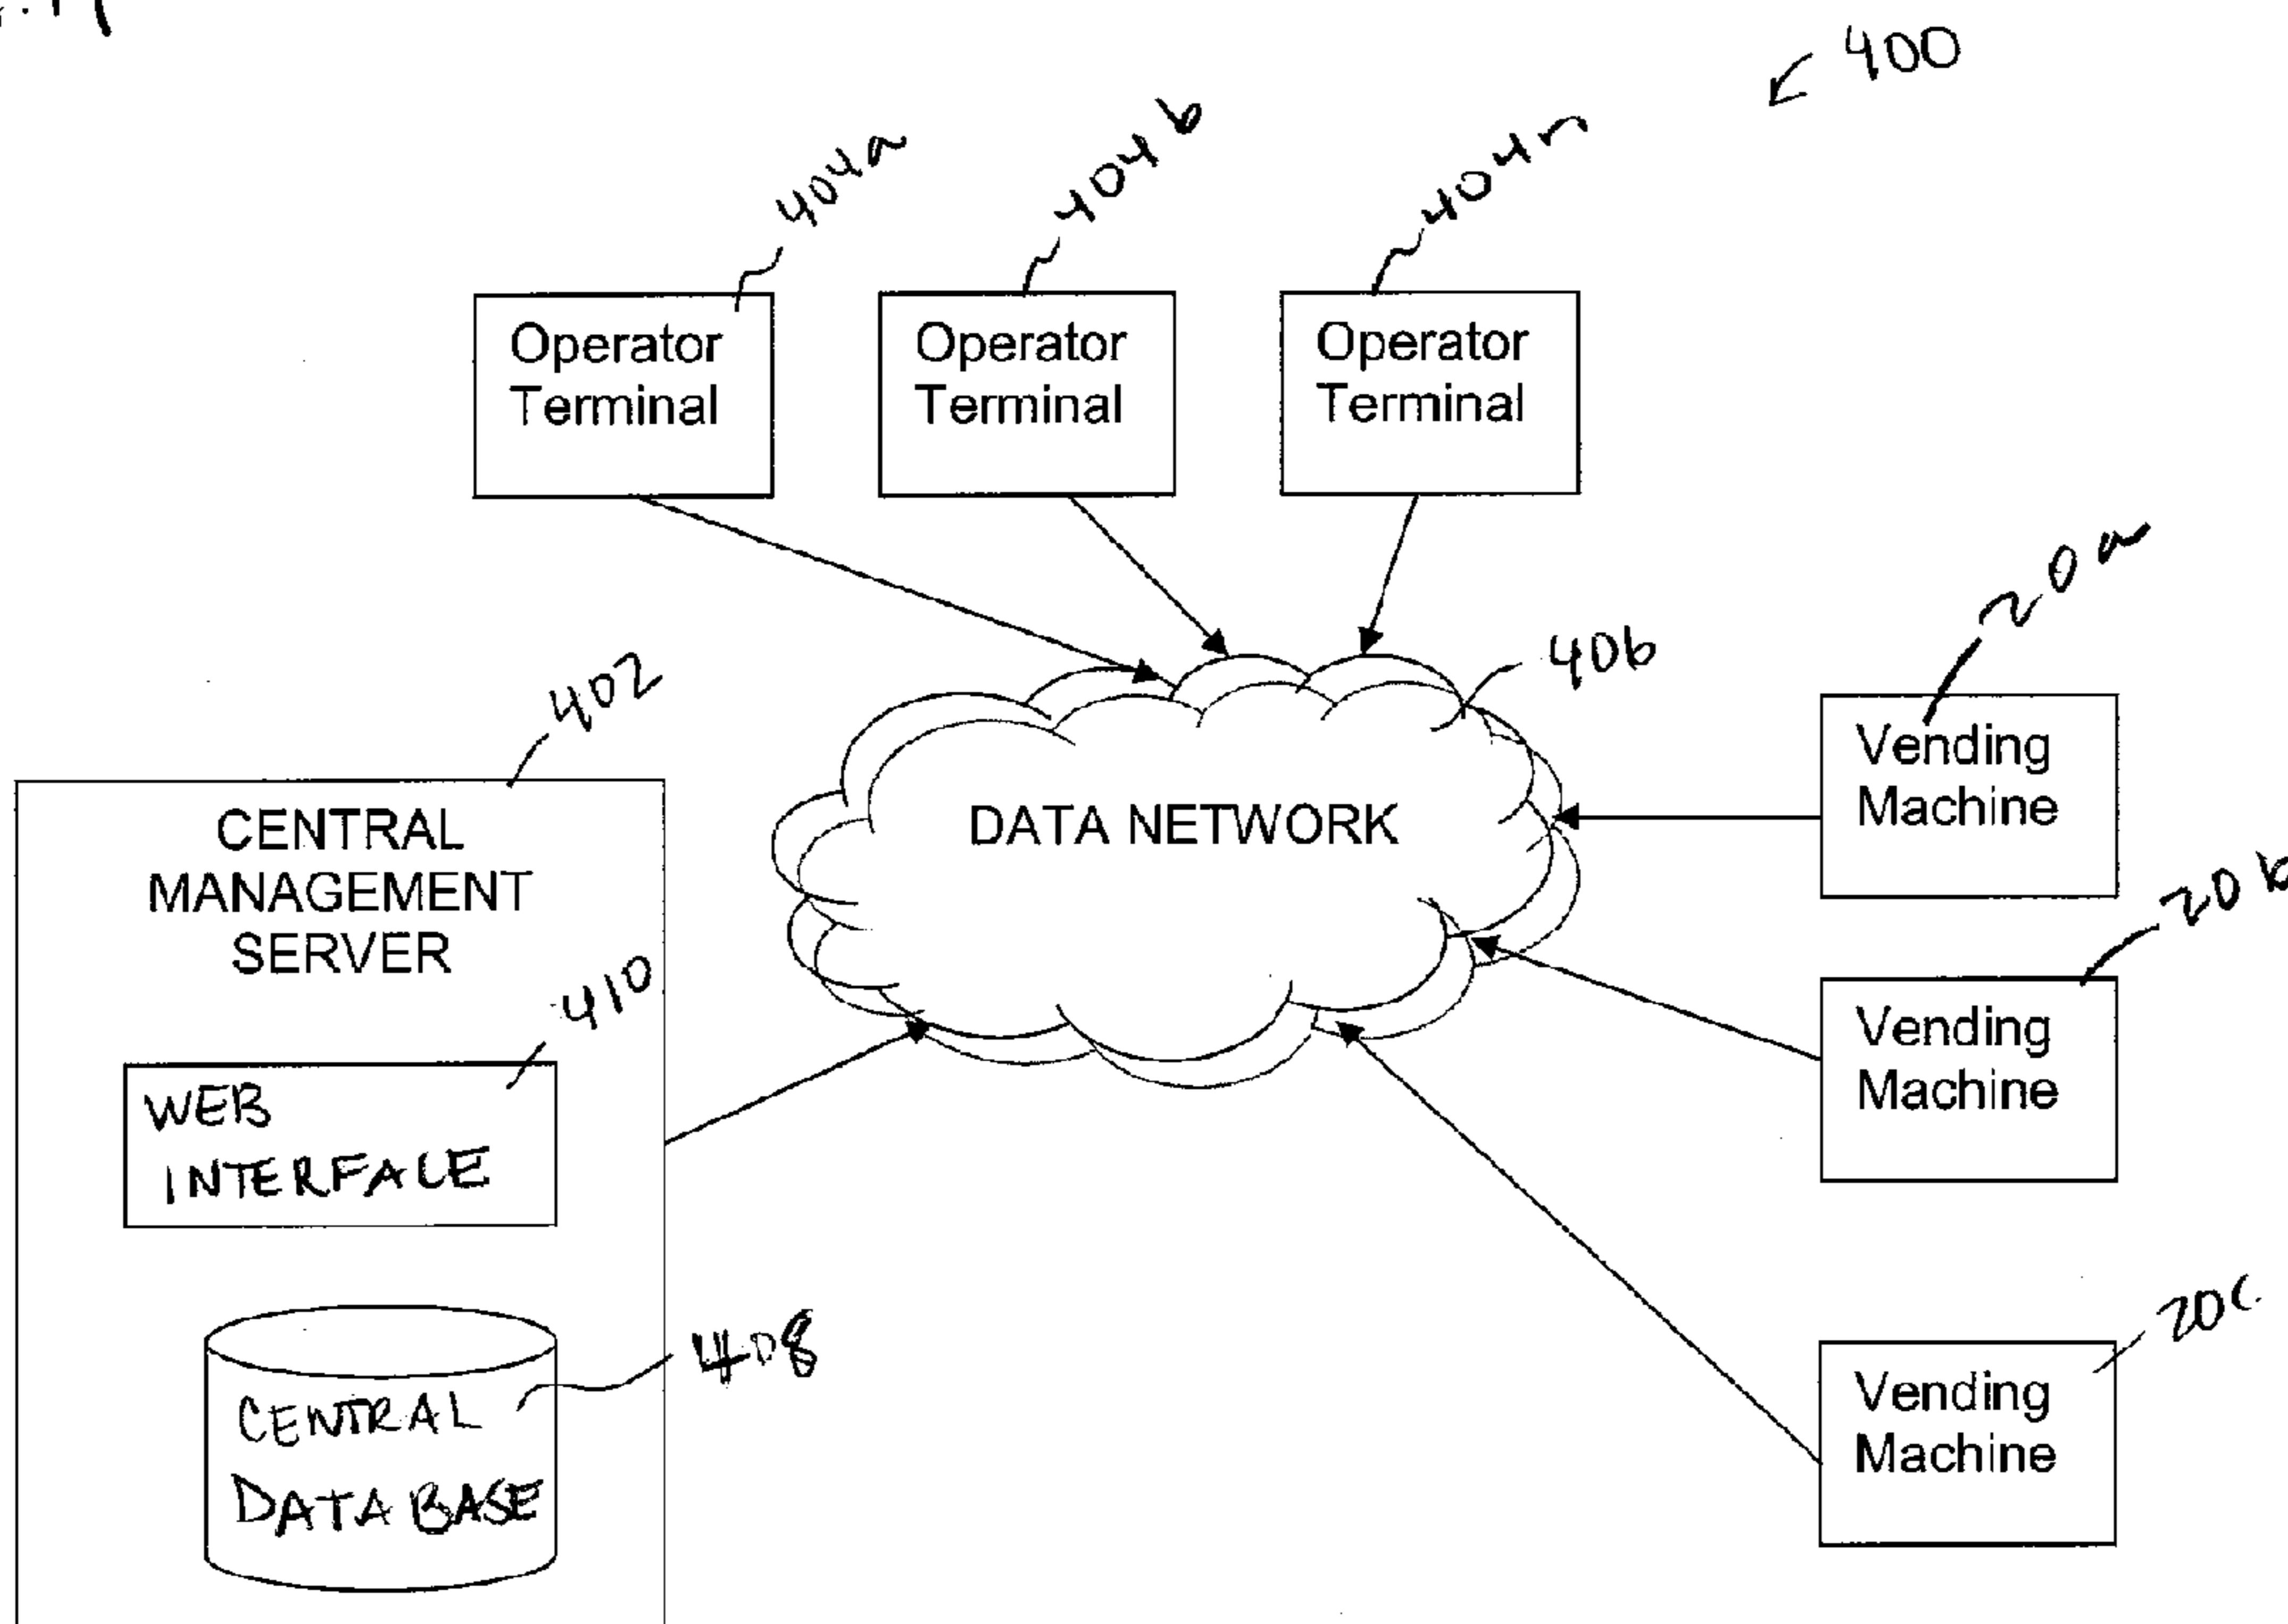 400
404a
404b
404n
Operator
Terminal
Operator
Terminal
Operator
Terminal
20a
406
402
Vending
Machine
DATA NETWORK
CENTRAL
MANAGEMENT
SERVER
20b
410
Vending
Machine
WEB
INTERFACE
20c
408
Vending
Machine
CENTRAL
DATA BASE